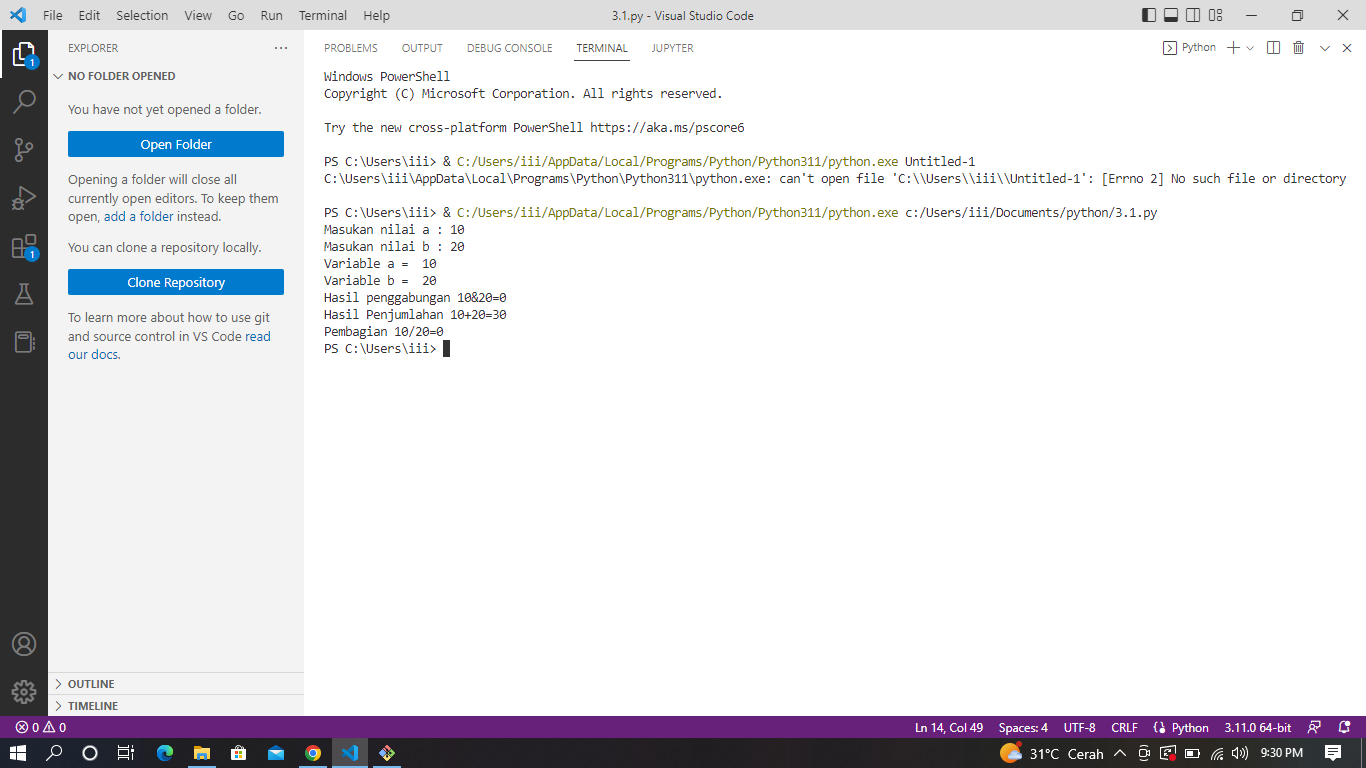 File Edit Selection View Go Run Terminal Help 3.1.py - Visual Studio Code
EXPLORER
NO FOLDER OPENED
You have not yet opened a folder.
Open Folder
Opening a folder will close all
currently open editors. To keep them
open, add a folder instead.
You can clone a repository locally.
Clone Repository
To learn more about how to use git
and source control in VS Code read
our docs.
OUTLINE
TIMELINE
1
1
PROBLEMS OUTPUT DEBUG CONSOLE TERMINAL JUPYTER Python
Windows PowerShell
Copyright (C) Microsoft Corporation. All rights reserved.
Try the new cross-platform PowerShell https://aka.ms/pscore6
PS C:\Users\iii> & C:/Users/iii/AppData/Local/Programs/Python/Python311/python.exe Untitled-1
C:\Users\iii\AppData\Local\Programs\Python\Python311\python.exe: can't open file 'C:\\Users\\iii\\Untitled-1': [Errno 2] No such file or directory
PS C:\Users\iii> & C:/Users/iii/AppData/Local/Programs/Python/Python311/python.exe c:/Users/iii/Documents/python/3.1.py
Masukan nilai a : 10
Masukan nilai b : 20
Variable a =  10
Variable b =  20
Hasil penggabungan 10&20=0
Hasil Penjumlahan 10+20=30
Pembagian 10/20=0
PS C:\Users\iii>
0 0 Ln 14, Col 49 Spaces: 4 UTF-8 CRLF Python 3.11.0 64-bit
31°C Cerah 9:30 PM